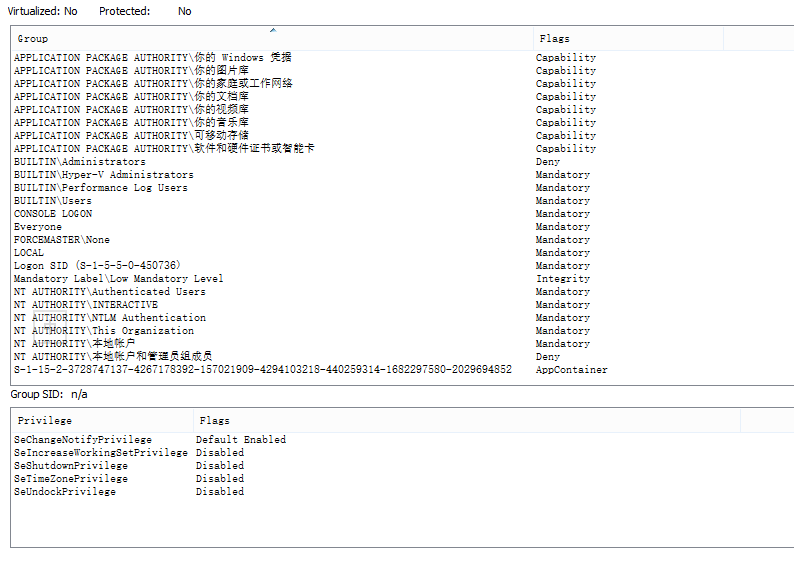 Virtualized: No Protected: No
Group Flags
APPLICATION PACKAGE AUTHORITY\你的 Windows 凭据 Capability
APPLICATION PACKAGE AUTHORITY\你的图片库 Capability
APPLICATION PACKAGE AUTHORITY\你的家庭或工作网络 Capability
APPLICATION PACKAGE AUTHORITY\你的文档库 Capability
APPLICATION PACKAGE AUTHORITY\你的视频库 Capability
APPLICATION PACKAGE AUTHORITY\你的音乐库 Capability
APPLICATION PACKAGE AUTHORITY\可移动存储 Capability
APPLICATION PACKAGE AUTHORITY\软件和硬件证书或智能卡 Capability
BUILTIN\Administrators Deny
BUILTIN\Hyper-V Administrators Mandatory
BUILTIN\Performance Log Users Mandatory
BUILTIN\Users Mandatory
CONSOLE LOGON Mandatory
Everyone Mandatory
FORCEMASTER\None Mandatory
LOCAL Mandatory
Logon SID (S-1-5-5-0-450736) Mandatory
Mandatory Label\Low Mandatory Level Integrity
NT AUTHORITY\Authenticated Users Mandatory
NT AUTHORITY\INTERACTIVE Mandatory
NT AUTHORITY\NTLM Authentication Mandatory
NT AUTHORITY\This Organization Mandatory
NT AUTHORITY\本地帐户 Mandatory
NT AUTHORITY\本地帐户和管理员组成员 Deny
S-1-15-2-3728747137-4267178392-157021909-4294103218-440259314-1682297580-2029694852 AppContainer
Group SID: n/a
Privilege Flags
SeChangeNotifyPrivilege Default Enabled
SeIncreaseWorkingSetPrivilege Disabled
SeShutdownPrivilege Disabled
SeTimeZonePrivilege Disabled
SeUndockPrivilege Disabled